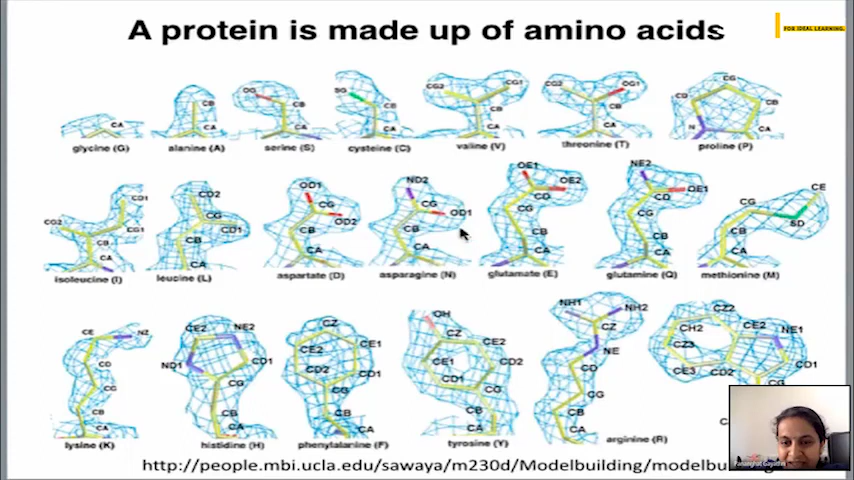 A protein is made up of amino acids
FOR IDEAL LEARNING.
CA
glycine (G)
CB
CA
alanine (A)
OG
CB
CA
serine (S)
SG
CB
CA
cysteine (C)
CG2
CG1
CB
CA
valine (V)
CG2
OG1
CB
CA
threonine (T)
CG
CD
CB
N
CA
proline (P)
CD1
CG2
CG1
CB
CA
isoleucine (I)
CD2
CG
CD1
CB
CA
leucine (L)
OD1
CG
OD2
CB
CA
aspartate (D)
ND2
CG
OD1
CB
CA
asparagine (N)
OE1
OE2
CD
CG
CB
CA
glutamate (E)
NE2
CD
OE1
CG
CB
CA
glutamine (Q)
CE
CG
SD
CB
CA
methionine (M)
CE
NZ
CD
CG
CB
CA
lysine (K)
CE2
NE2
ND1
CD1
CG
CB
CA
histidine (H)
CZ
CE1
CE2
CD2
CD1
CG
CB
CA
phenylalanine (F)
OH
CZ
CE2
CE1
CD2
CD1
CG
CB
CA
tyrosine (Y)
NH1
NH2
CZ
NE
CD
CG
CB
CA
arginine (R)
CZ2
CH2
CE2
NE1
CZ3
CD1
CE3
CD2
http://people.mbi.ucla.edu/sawaya/m230d/Modelbuilding/modelbu